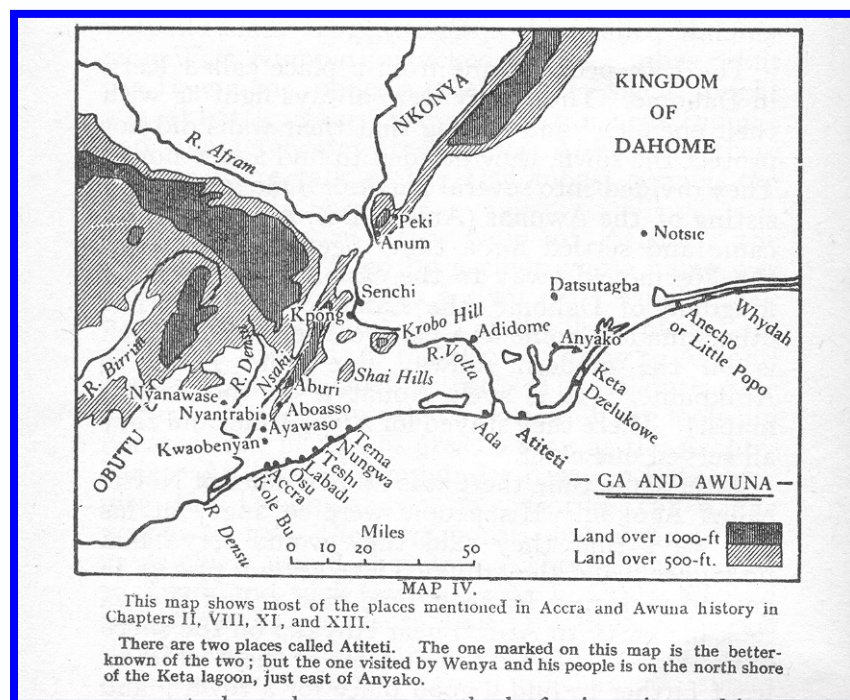 KINGDOM
OF
DAHOME
NKONYA
R. Afram
Peki
Anum
Notsie
Senchi
Datsutagba
Kpong
Krobo Hill
Adidome
Anyako
Whydah
Anecho
or Little Popo
R. Volta
R. Birrim
R. Densu
Nsaki
Shai Hills
Keta
Dzelukowe
Aburi
Nyanawase
Nyantrabi
Aboasso
Ayawaso
Kwaobenyan
OBUTU
Ada
Atiteti
Tema
Nungwa
Teshi
Labadi
Osu
Accra
Kole Bu
R Densu
GA AND AWUNA
Miles
0 10 20 50
Land over 1000-ft
Land over 500-ft.
MAP IV.
This map shows most of the places mentioned in Accra and Awuna history in
Chapters II, VIII, XI, and XIII.
There are two places called Atiteti. The one marked on this map is the better-
known of the two; but the one visited by Wenya and his people is on the north shore
of the Keta lagoon, just east of Anyako.